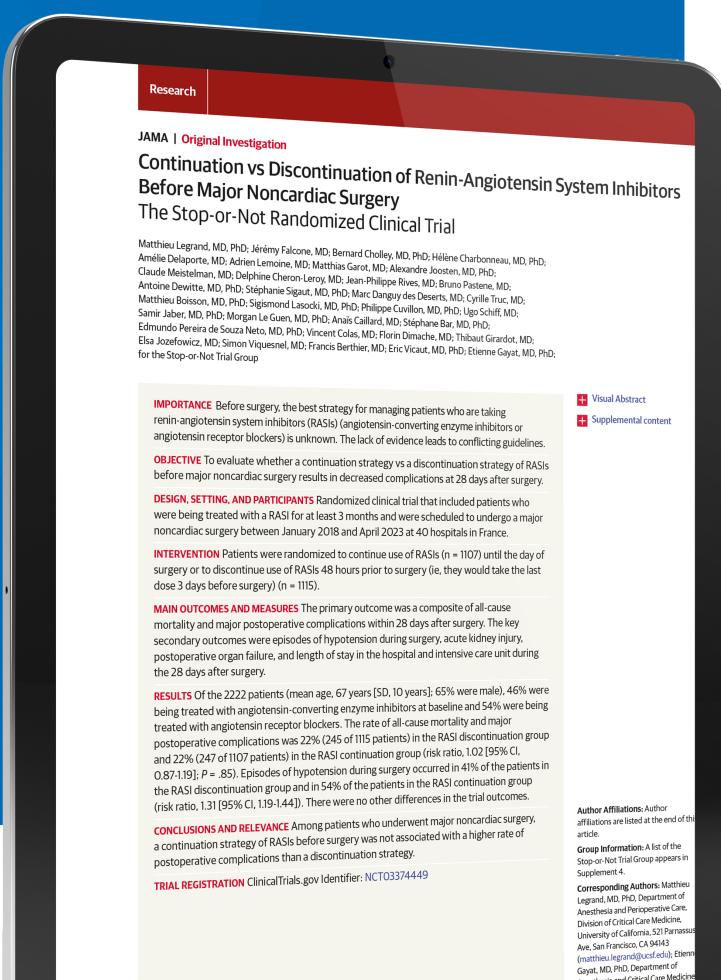 Research
JAMA | Original Investigation
Continuation vs Discontinuation of Renin-Angiotensin System Inhibitors
Before Major Noncardiac Surgery
The Stop-or-Not Randomized Clinical Trial
Matthieu Legrand, MD, PhD; Jérémy Falcone, MD; Bernard Cholley, MD, PhD; Hélène Charbonneau, MD, PhD;
Amélie Delaporte, MD; Adrien Lemoine, MD; Matthias Garot, MD; Alexandre Joosten, MD, PhD;
Claude Meistelman, MD; Delphine Cheron-Leroy, MD; Jean-Philippe Rives, MD; Bruno Pastene, MD;
Antoine Dewitte, MD, PhD; Stéphanie Sigaut, MD, PhD; Marc Danguy des Deserts, MD; Cyrille Truc, MD;
Matthieu Boisson, MD, PhD; Sigismond Lasocki, MD, PhD; Philippe Cuvillon, MD, PhD; Ugo Schiff, MD;
Samir Jaber, MD, PhD; Morgan Le Guen, MD, PhD; Anaïs Caillard, MD; Stéphane Bar, MD, PhD;
Edmundo Pereira de Souza Neto, MD, PhD; Vincent Colas, MD; Florin Dimache, MD; Thibaut Girardot, MD;
Elsa Jozefowicz, MD; Simon Viquesnel, MD; Francis Berthier, MD; Eric Vicaut, MD, PhD; Etienne Gayat, MD, PhD;
for the Stop-or-Not Trial Group
IMPORTANCE Before surgery, the best strategy for managing patients who are taking
renin-angiotensin system inhibitors (RASIs) (angiotensin-converting enzyme inhibitors or
angiotensin receptor blockers) is unknown. The lack of evidence leads to conflicting guidelines.
OBJECTIVE To evaluate whether a continuation strategy vs a discontinuation strategy of RASIs
before major noncardiac surgery results in decreased complications at 28 days after surgery.
DESIGN, SETTING, AND PARTICIPANTS Randomized clinical trial that included patients who
were being treated with a RASI for at least 3 months and were scheduled to undergo a major
noncardiac surgery between January 2018 and April 2023 at 40 hospitals in France.
INTERVENTION Patients were randomized to continue use of RASIs (n = 1107) until the day of
surgery or to discontinue use of RASIs 48 hours prior to surgery (ie, they would take the last
dose 3 days before surgery) (n = 1115).
MAIN OUTCOMES AND MEASURES The primary outcome was a composite of all-cause
mortality and major postoperative complications within 28 days after surgery. The key
secondary outcomes were episodes of hypotension during surgery, acute kidney injury,
postoperative organ failure, and length of stay in the hospital and intensive care unit during
the 28 days after surgery.
RESULTS Of the 2222 patients (mean age, 67 years [SD, 10 years]; 65% were male), 46% were
being treated with angiotensin-converting enzyme inhibitors at baseline and 54% were being
treated with angiotensin receptor blockers. The rate of all-cause mortality and major
postoperative complications was 22% (245 of 1115 patients) in the RASI discontinuation group
and 22% (247 of 1107 patients) in the RASI continuation group (risk ratio, 1.02 [95% CI,
0.87-1.19]; P = .85). Episodes of hypotension during surgery occurred in 41% of the patients in
the RASI discontinuation group and in 54% of the patients in the RASI continuation group
(risk ratio, 1.31 [95% CI, 1.19-1.44]). There were no other differences in the trial outcomes.
CONCLUSIONS AND RELEVANCE Among patients who underwent major noncardiac surgery,
a continuation strategy of RASIs before surgery was not associated with a higher rate of
postoperative complications than a discontinuation strategy.
TRIAL REGISTRATION ClinicalTrials.gov Identifier: NCT03374449
Visual Abstract
Supplemental content
Author Affiliations: Author
affiliations are listed at the end of this
article.
Group Information: A list of the
Stop-or-Not Trial Group appears in
Supplement 4.
Corresponding Authors: Matthieu
Legrand, MD, PhD, Department of
Anesthesia and Perioperative Care,
Division of Critical Care Medicine,
University of California, 521 Parnassus
Ave, San Francisco, CA 94143
(matthieu.legrand@ucsf.edu); Etienne
Gayat, MD, PhD, Department of